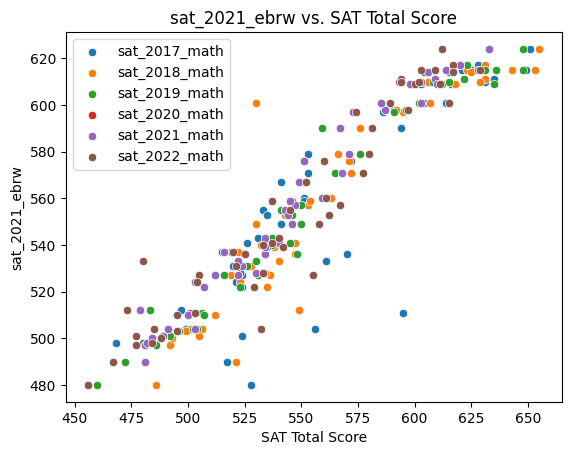 sat_2021_ebrw vs. SAT Total Score
sat_2017_math
sat_2018_math
sat_2019_math
sat_2020_math
sat_2021_math
sat_2022_math
sat_2021_ebrw
620
600
580
560
540
520
500
480
450
475
500
525
550
575
600
625
650
SAT Total Score